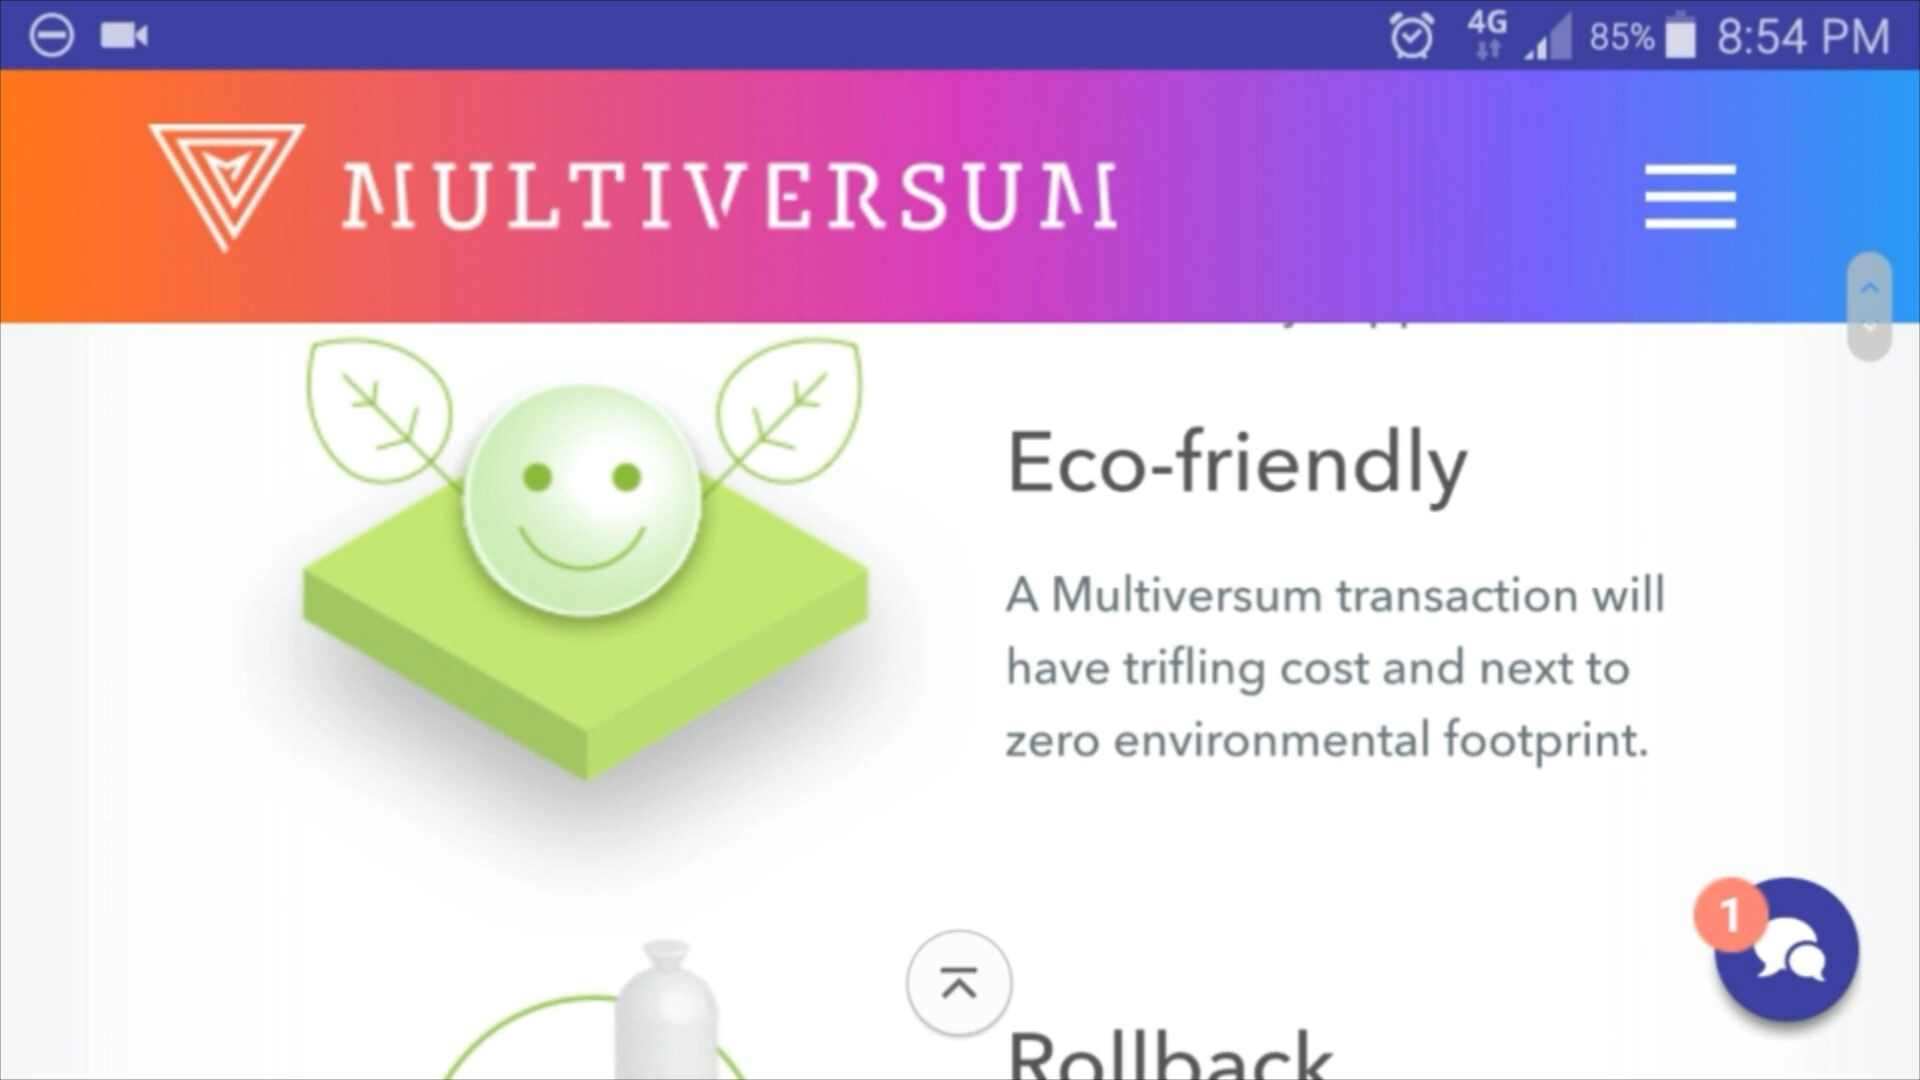 4G 85% 8:54 PM
MULTIVERSUM
Eco-friendly
A Multiversum transaction will
have trifling cost and next to
zero environmental footprint.
1
Rollback